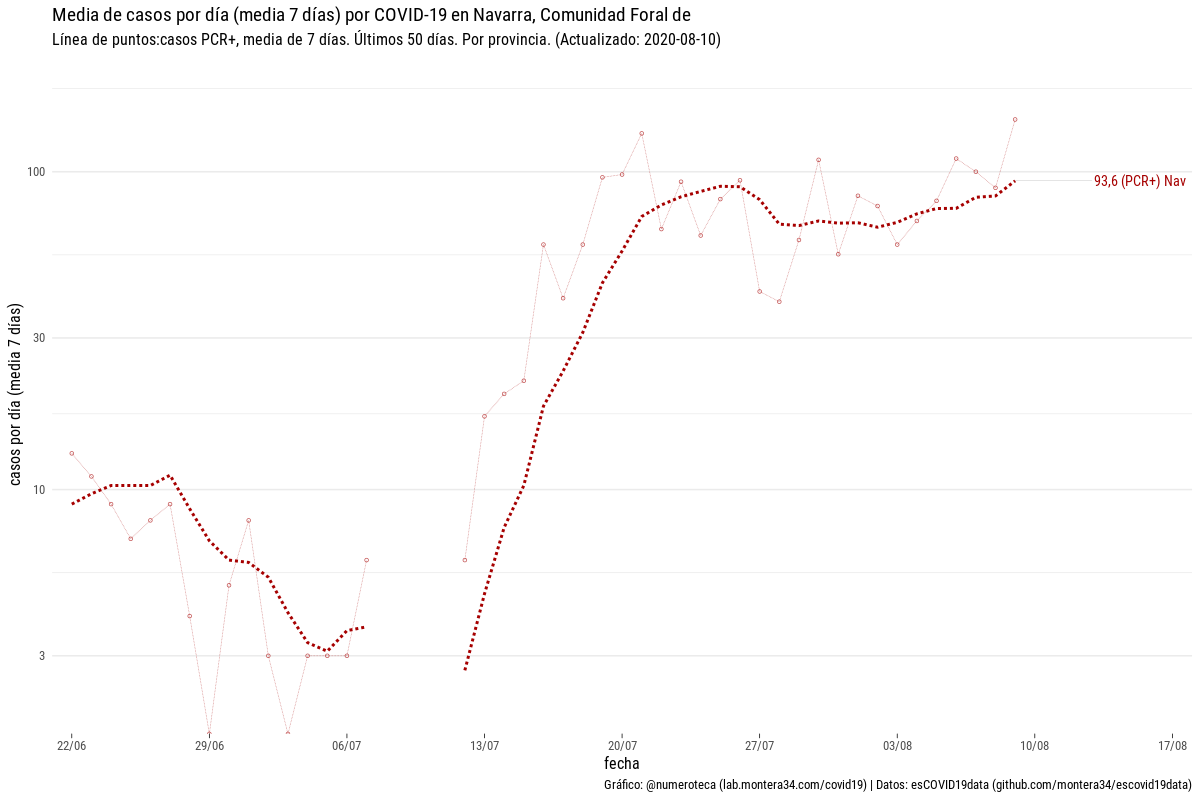 Media de casos por día (media 7 días) por COVID-19 en Navarra, Comunidad Foral de
Línea de puntos:casos PCR+, media de 7 días. Últimos 50 días. Por provincia. (Actualizado: 2020-08-10)
casos por día (media 7 días)
100
30
10
3
93,6 (PCR+) Nav
22/06
29/06
06/07
13/07
20/07
27/07
03/08
10/08
17/08
fecha
Gráfico: @numeroteca (lab.montera34.com/covid19) | Datos: esCOVID19data (github.com/montera34/escovid19data)